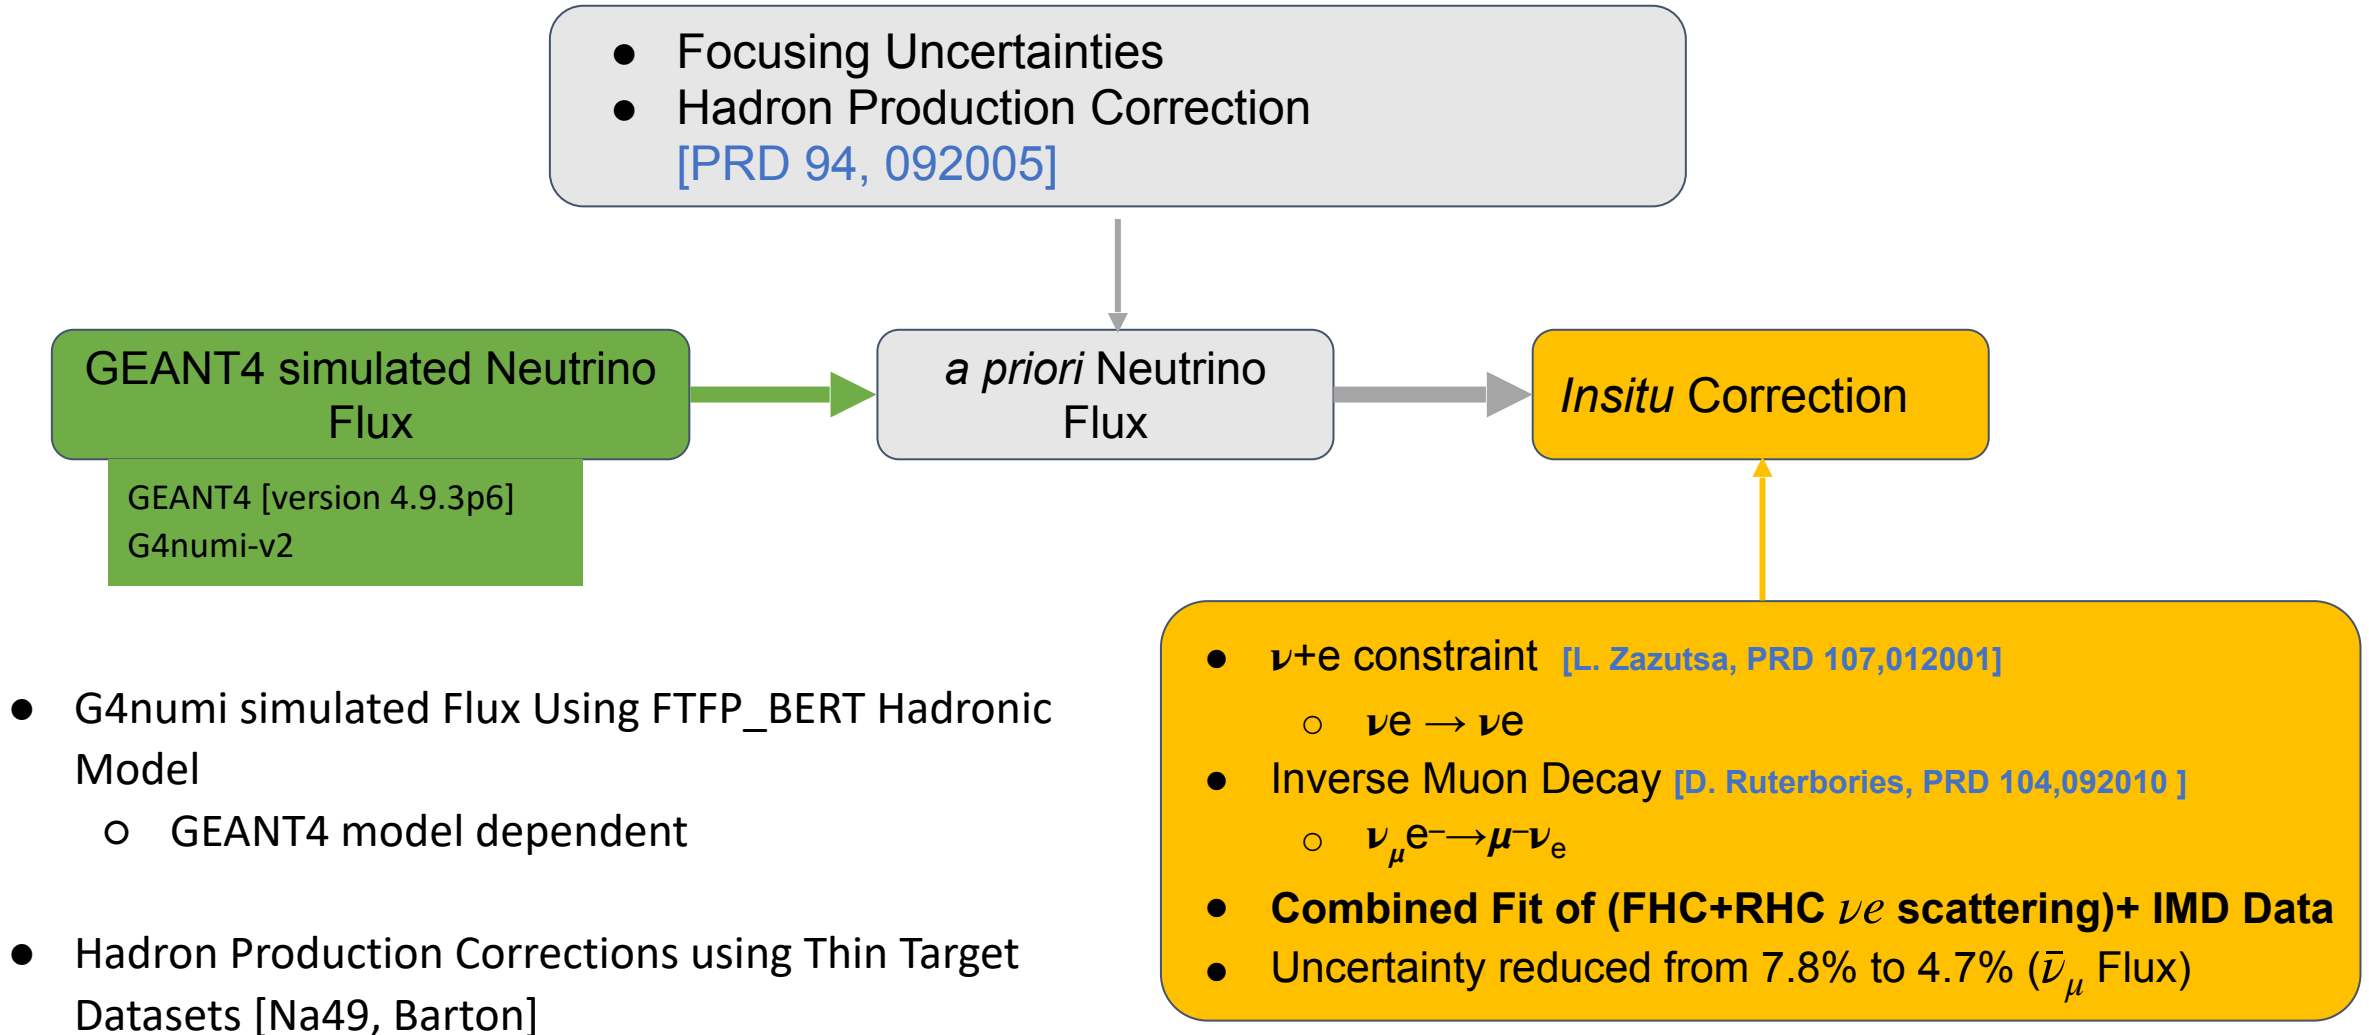 ● Focusing Uncertainties
● Hadron Production Correction
[PRD 94, 092005]
GEANT4 simulated Neutrino
Flux
a priori Neutrino
Flux
Insitu Correction
GEANT4 [version 4.9.3p6]
G4numi-v2
● G4numi simulated Flux Using FTFP_BERT Hadronic
Model
○ GEANT4 model dependent
● Hadron Production Corrections using Thin Target
Datasets [Na49, Barton]
● 𝝂+e constraint [L. Zazutsa, PRD 107,012001]
○ 𝝂e → 𝝂e
● Inverse Muon Decay [D. Ruterbories, PRD 104,092010 ]
○ 𝝂_𝝁e⁻→𝝁⁻𝝂_e
● Combined Fit of (FHC+RHC 𝜈𝑒 scattering)+ IMD Data
● Uncertainty reduced from 7.8% to 4.7% (𝜈̄_𝜇 Flux)